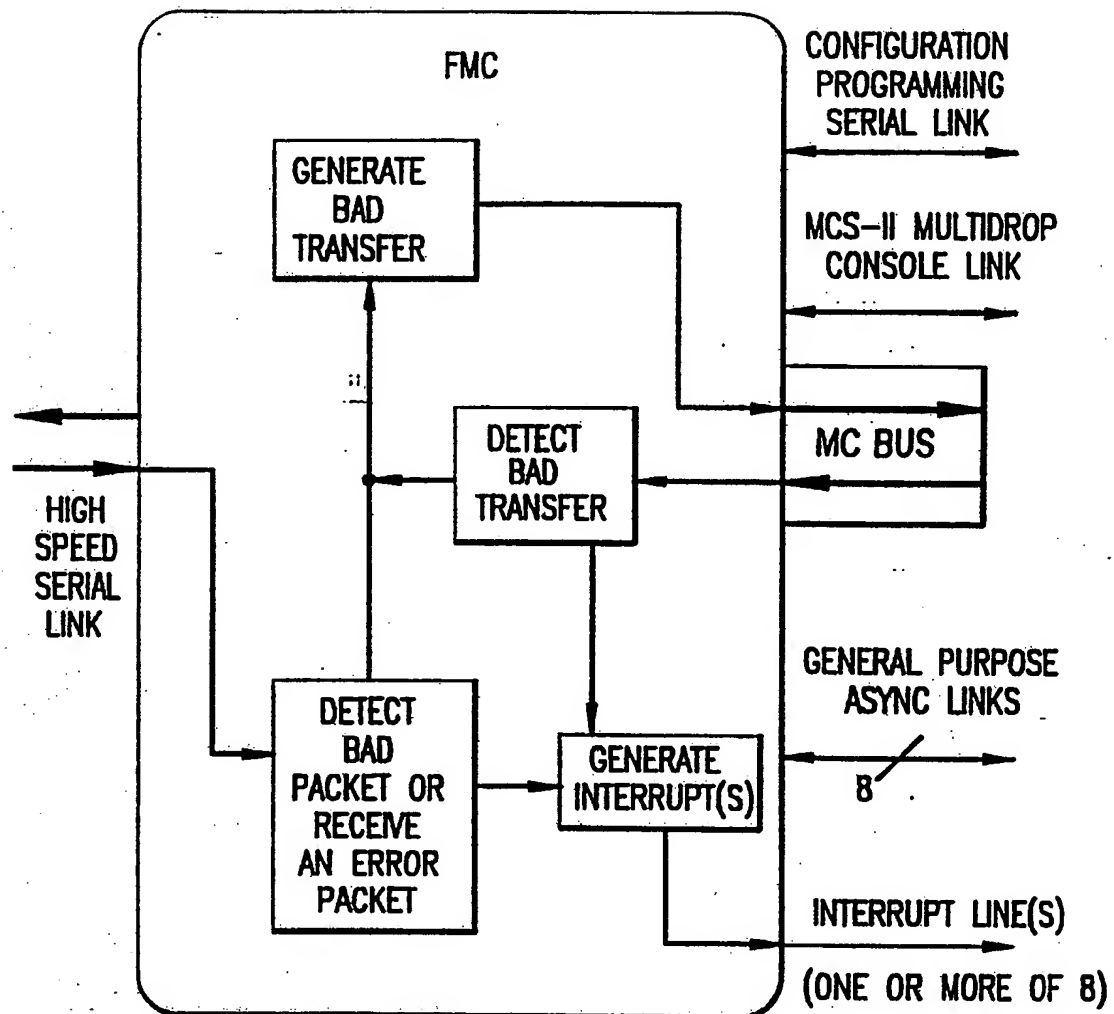 FMC
CONFIGURATION
PROGRAMMING
SERIAL LINK
GENERATE
BAD
TRANSFER
MCS-II MULTIDROP
CONSOLE LINK
DETECT
BAD
TRANSFER
MC BUS
HIGH
SPEED
SERIAL
LINK
DETECT
BAD
PACKET OR
RECEIVE
AN ERROR
PACKET
GENERATE
INTERRUPT(S)
GENERAL PURPOSE
ASYNC LINKS
8
INTERRUPT LINE(S)
(ONE OR MORE OF 8)